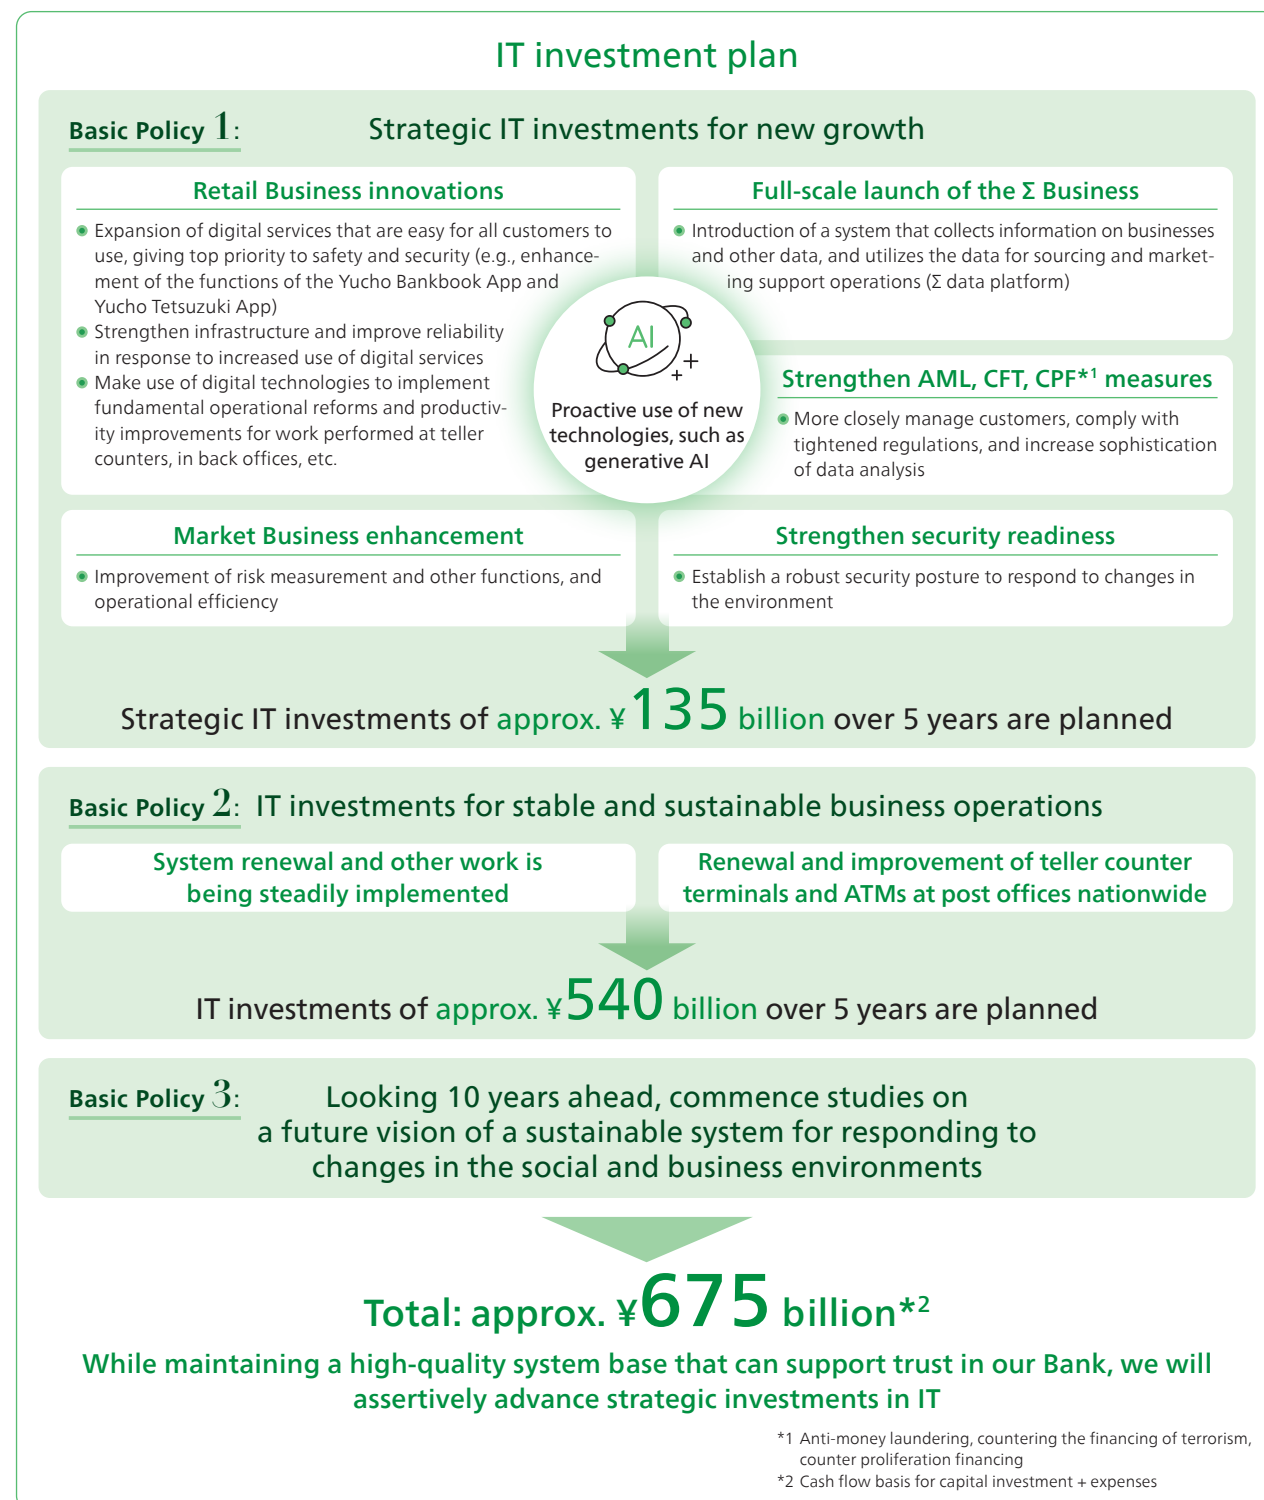 IT investment plan
Basic Policy 1:
Strategic IT investments for new growth
Retail Business innovations
Expansion of digital services that are easy for all customers to
use, giving top priority to safety and security (e.g., enhance-
ment of the functions of the Yucho Bankbook App and
Yucho Tetsuzuki App)
Strengthen infrastructure and improve reliability
in response to increased use of digital services
Make use of digital technologies to implement
fundamental operational reforms and productiv-
ity improvements for work performed at teller
counters, in back offices, etc.
Full-scale launch of the Σ Business
Introduction of a system that collects information on businesses
and other data, and utilizes the data for sourcing and market-
ing support operations (Σ data platform)
AI
Proactive use of new
technologies, such as
generative AI
Strengthen AML, CFT, CPF*1 measures
More closely manage customers, comply with
tightened regulations, and increase sophistication
of data analysis
Market Business enhancement
Improvement of risk measurement and other functions, and
operational efficiency
Strengthen security readiness
Establish a robust security posture to respond to changes in
the environment
Strategic IT investments of approx. ¥135 billion over 5 years are planned
Basic Policy 2: IT investments for stable and sustainable business operations
System renewal and other work is
being steadily implemented
Renewal and improvement of teller counter
terminals and ATMs at post offices nationwide
IT investments of approx. ¥540 billion over 5 years are planned
Basic Policy 3:
Looking 10 years ahead, commence studies on
a future vision of a sustainable system for responding to
changes in the social and business environments
Total: approx. ¥675 billion*2
While maintaining a high-quality system base that can support trust in our Bank, we will
assertively advance strategic investments in IT
*1 Anti-money laundering, countering the financing of terrorism,
counter proliferation financing
*2 Cash flow basis for capital investment + expenses